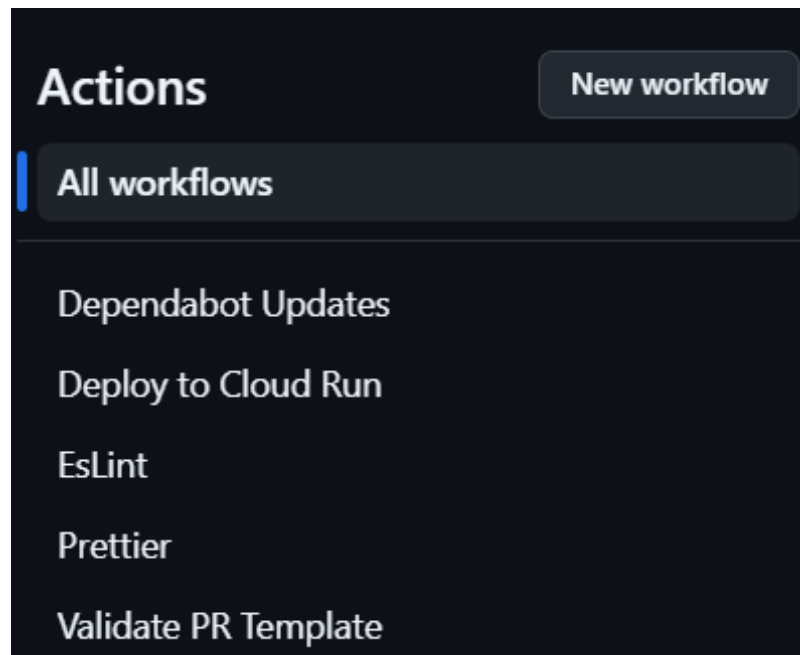 Actions
New workflow
All workflows
Dependabot Updates
Deploy to Cloud Run
EsLint
Prettier
Validate PR Template